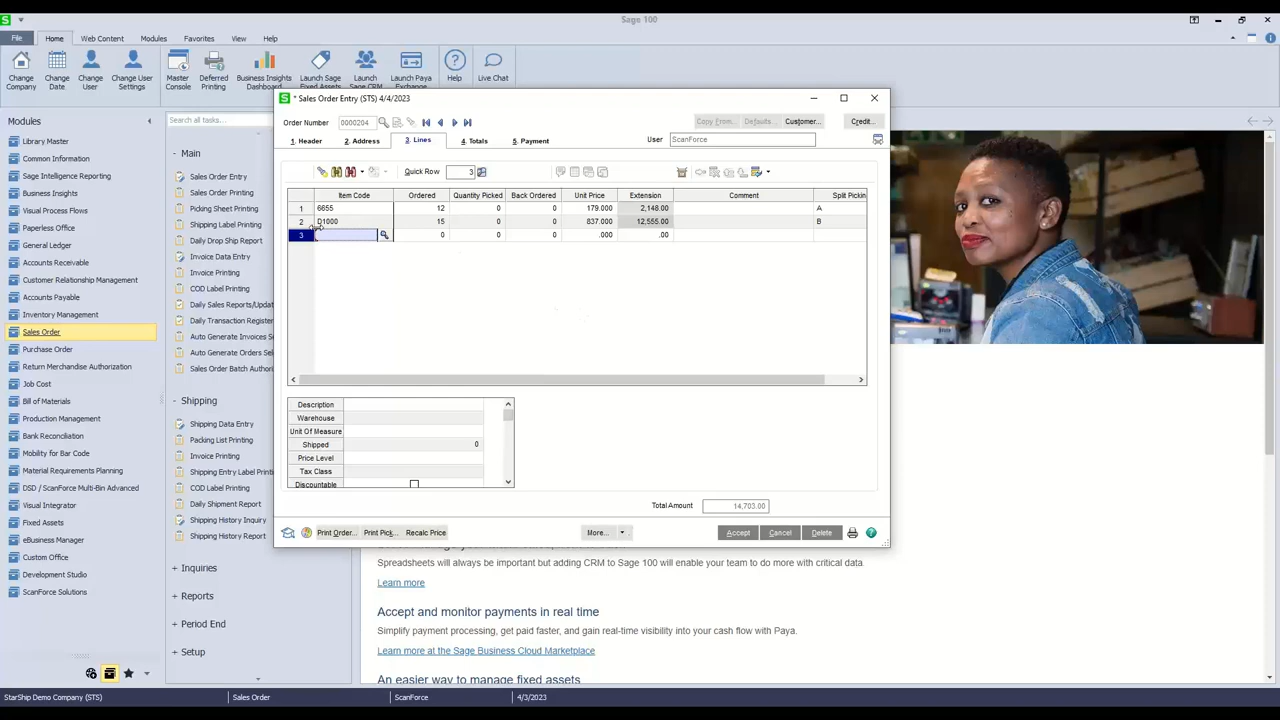 S
Sage 100
File
Home
Web Content
Modules
Favorites
View
Help
Change Company
Change Date
Change User
Change User Settings
Master Console
Deferred Printing
Business Insights Dashboard
Launch Sage Fixed Assets
Launch Sage CRM
Launch Paya Exchange
Help
Live Chat
Modules
Library Master
Common Information
Sage Intelligence Reporting
Business Insights
Visual Process Flows
Paperless Office
General Ledger
Accounts Receivable
Customer Relationship Management
Accounts Payable
Inventory Management
Sales Order
Purchase Order
Return Merchandise Authorization
Job Cost
Bill of Materials
Production Management
Bank Reconciliation
Mobility for Bar Code
Material Requirements Planning
DSD / ScanForce Multi-Bin Advanced
Visual Integrator
Fixed Assets
eBusiness Manager
Custom Office
Development Studio
ScanForce Solutions
Search all tasks...
Main
Sales Order Entry
Sales Order Printing
Picking Sheet Printing
Shipping Label Printing
Daily Drop Ship Report
Invoice Data Entry
Invoice Printing
COD Label Printing
Daily Sales Reports/Updat
Daily Transaction Register
Auto Generate Invoices S
Auto Generate Orders Sel
Sales Order Batch Authori
Shipping
Shipping Data Entry
Packing List Printing
Invoice Printing
Shipping Entry Label Print
COD Label Printing
Daily Shipment Report
Shipping History Inquiry
Shipping History Report
Inquiries
Reports
Period End
Setup
S * Sales Order Entry (STS) 4/4/2023
Order Number 0000204
Copy From... Defaults... Customer... Credit...
1. Header 2. Address 3. Lines 4. Totals 5. Payment User ScanForce
Quick Row 3
Item Code Ordered Quantity Picked Back Ordered Unit Price Extension Comment Split Pickin
1 6655 12 0 0 179.000 2,148.00 A
2 D1000 15 0 0 837.000 12,555.00 B
3 0 0 0 .000 .00
Description
Warehouse
Unit Of Measure
Shipped 0
Price Level
Tax Class
Discountable
Total Amount 14,703.00
Print Order... Print Pick... Recalc Price More... Accept Cancel Delete
Spreadsheets will always be important but adding CRM to Sage 100 will enable your team to do more with critical data
Learn more
Accept and monitor payments in real time
Simplify payment processing, get paid faster, and gain real-time visibility into your cash flow with Paya.
Learn more at the Sage Business Cloud Marketplace
An easier way to manage fixed assets
StarShip Demo Company (STS) Sales Order ScanForce 4/3/2023